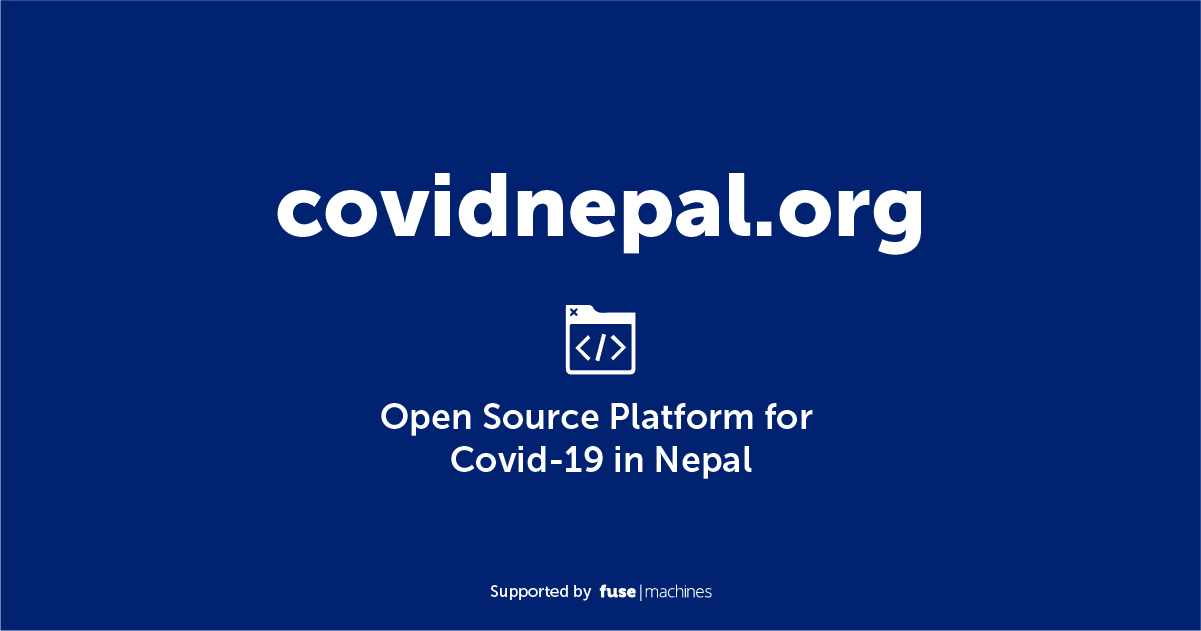 covidnepal.org
</>
Open Source Platform for
Covid-19 in Nepal
Supported by fuse|machines